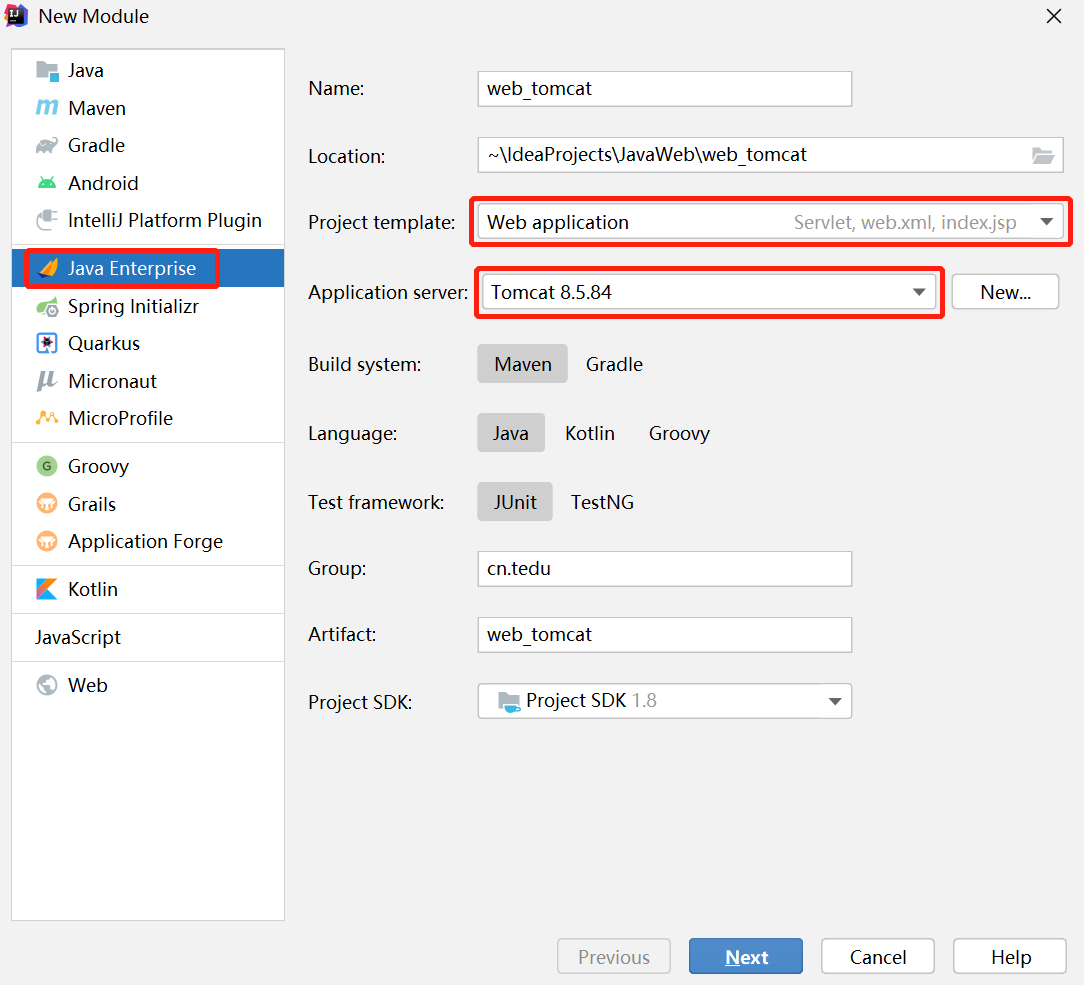 New Module
Java
Maven
Gradle
Android
IntelliJ Platform Plugin
Java Enterprise
Spring Initializr
Quarkus
Micronaut
MicroProfile
Groovy
Grails
Application Forge
Kotlin
JavaScript
Web
Name: web_tomcat
Location: ~\IdeaProjects\JavaWeb\web_tomcat
Project template: Web application Servlet, web.xml, index.jsp
Application server: Tomcat 8.5.84 New...
Build system: Maven Gradle
Language: Java Kotlin Groovy
Test framework: JUnit TestNG
Group: cn.tedu
Artifact: web_tomcat
Project SDK: Project SDK 1.8
Previous Next Cancel Help